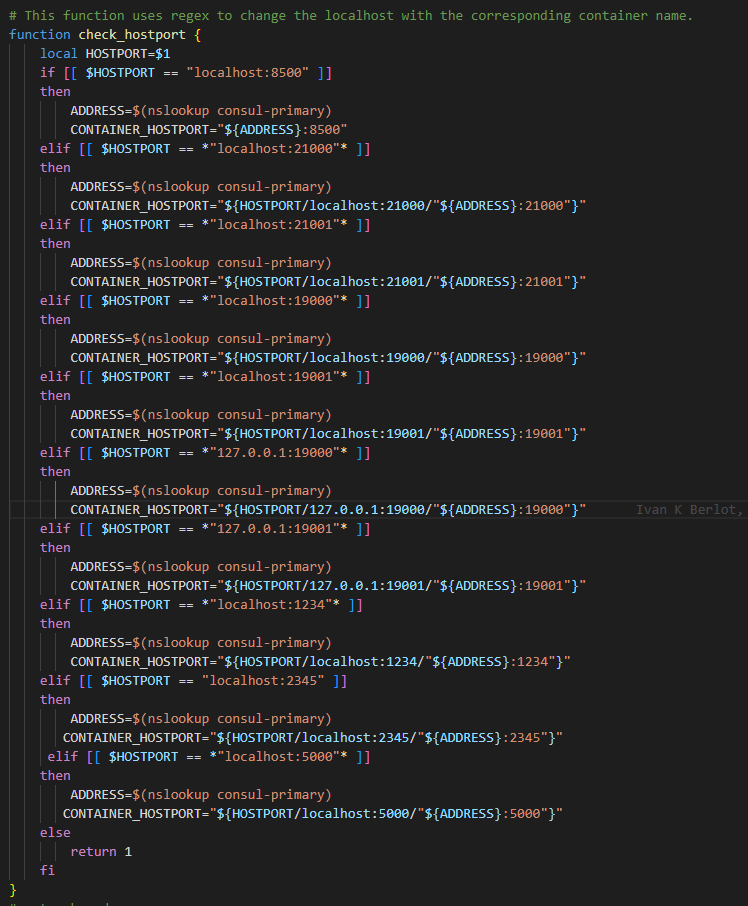 # This function uses regex to change the localhost with the corresponding container name.
function check_hostport {
    local HOSTPORT=$1
    if [[ $HOSTPORT == "localhost:8500" ]]
    then
        ADDRESS=$(nslookup consul-primary)
        CONTAINER_HOSTPORT="${ADDRESS}:8500"
    elif [[ $HOSTPORT == *"localhost:21000"* ]]
    then
        ADDRESS=$(nslookup consul-primary)
        CONTAINER_HOSTPORT="${HOSTPORT/localhost:21000/"${ADDRESS}:21000"}"
    elif [[ $HOSTPORT == *"localhost:21001"* ]]
    then
        ADDRESS=$(nslookup consul-primary)
        CONTAINER_HOSTPORT="${HOSTPORT/localhost:21001/"${ADDRESS}:21001"}"
    elif [[ $HOSTPORT == *"localhost:19000"* ]]
    then
        ADDRESS=$(nslookup consul-primary)
        CONTAINER_HOSTPORT="${HOSTPORT/localhost:19000/"${ADDRESS}:19000"}"
    elif [[ $HOSTPORT == *"localhost:19001"* ]]
    then
        ADDRESS=$(nslookup consul-primary)
        CONTAINER_HOSTPORT="${HOSTPORT/localhost:19001/"${ADDRESS}:19001"}"
    elif [[ $HOSTPORT == *"127.0.0.1:19000"* ]]
    then
        ADDRESS=$(nslookup consul-primary)
        CONTAINER_HOSTPORT="${HOSTPORT/127.0.0.1:19000/"${ADDRESS}:19000"}" Ivan K Berlot,
    elif [[ $HOSTPORT == *"127.0.0.1:19001"* ]]
    then
        ADDRESS=$(nslookup consul-primary)
        CONTAINER_HOSTPORT="${HOSTPORT/127.0.0.1:19001/"${ADDRESS}:19001"}"
    elif [[ $HOSTPORT == *"localhost:1234"* ]]
    then
        ADDRESS=$(nslookup consul-primary)
        CONTAINER_HOSTPORT="${HOSTPORT/localhost:1234/"${ADDRESS}:1234"}"
    elif [[ $HOSTPORT == "localhost:2345" ]]
    then
        ADDRESS=$(nslookup consul-primary)
       CONTAINER_HOSTPORT="${HOSTPORT/localhost:2345/"${ADDRESS}:2345"}"
     elif [[ $HOSTPORT == *"localhost:5000"* ]]
    then
        ADDRESS=$(nslookup consul-primary)
       CONTAINER_HOSTPORT="${HOSTPORT/localhost:5000/"${ADDRESS}:5000"}"
    else
        return 1
    fi
}